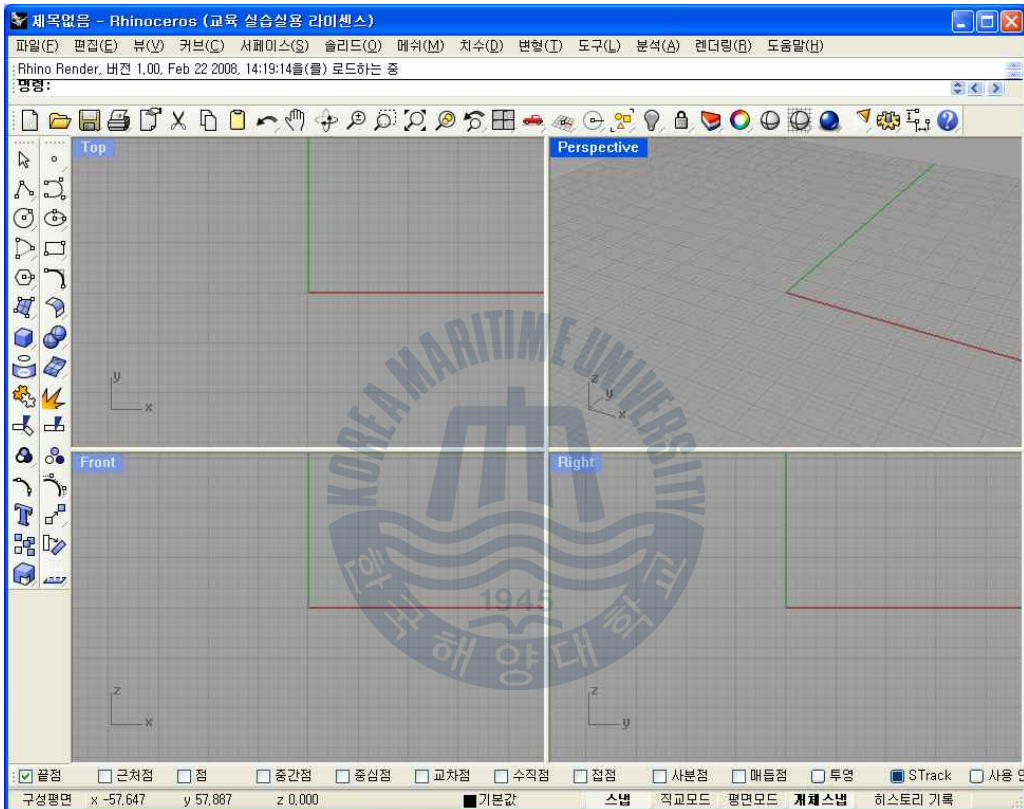 제목없음 - Rhinoceros (교육 실습실용 라이센스)
파일(F) 편집(E) 뷰(V) 커브(C) 서페이스(S) 솔리드(O) 메쉬(M) 치수(D) 변형(T) 도구(L) 분석(A) 렌더링(R) 도움말(H)
Rhino Render, 버전 1,00, Feb 22 2008, 14:19:14을(를) 로드하는 중
명령:
Top
Perspective
y
x
z
y
x
Front
Right
KOREA MARITIME UNIVERSITY
1945
한국해양대학교
z
x
z
y
끝점 근처점 점 중간점 중심점 교차점 수직점 접점 사분점 매듭점 투영 STrack 사용
구성평면 x -57,647 y 57,887 z 0,000 기본값 스냅 직교모드 평면모드 개체스냅 히스토리 기록